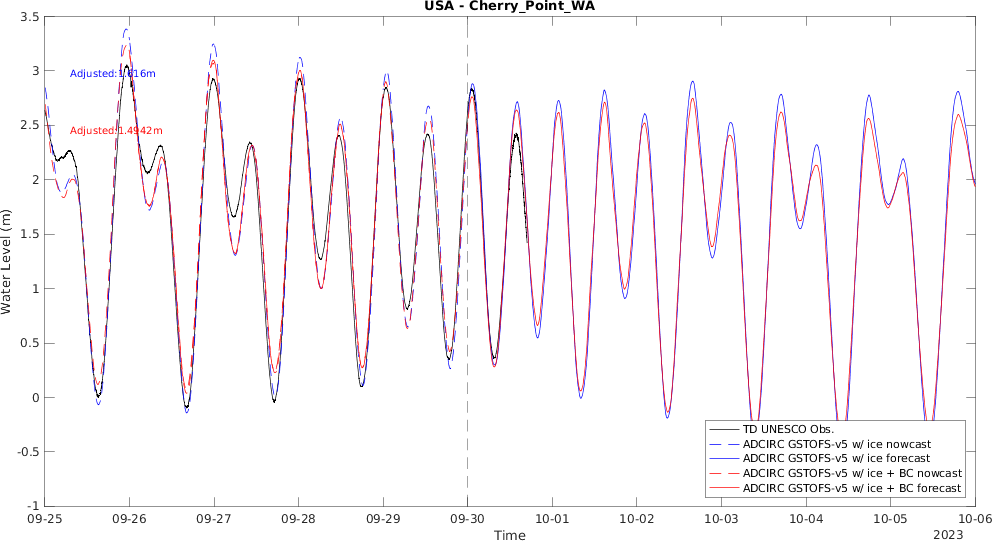 USA - Cherry_Point_WA
3.5
3
2.5
2
1.5
1
0.5
0
-0.5
-1
Water Level (m)
Adjusted:1.616m
Adjusted:1.4942m
TD UNESCO Obs.
ADCIRC GSTOFS-v5 w/ ice nowcast
ADCIRC GSTOFS-v5 w/ ice forecast
ADCIRC GSTOFS-v5 w/ ice + BC nowcast
ADCIRC GSTOFS-v5 w/ ice + BC forecast
09-25 09-26 09-27 09-28 09-29 09-30 10-01 10-02 10-03 10-04 10-05 10-06
Time
2023